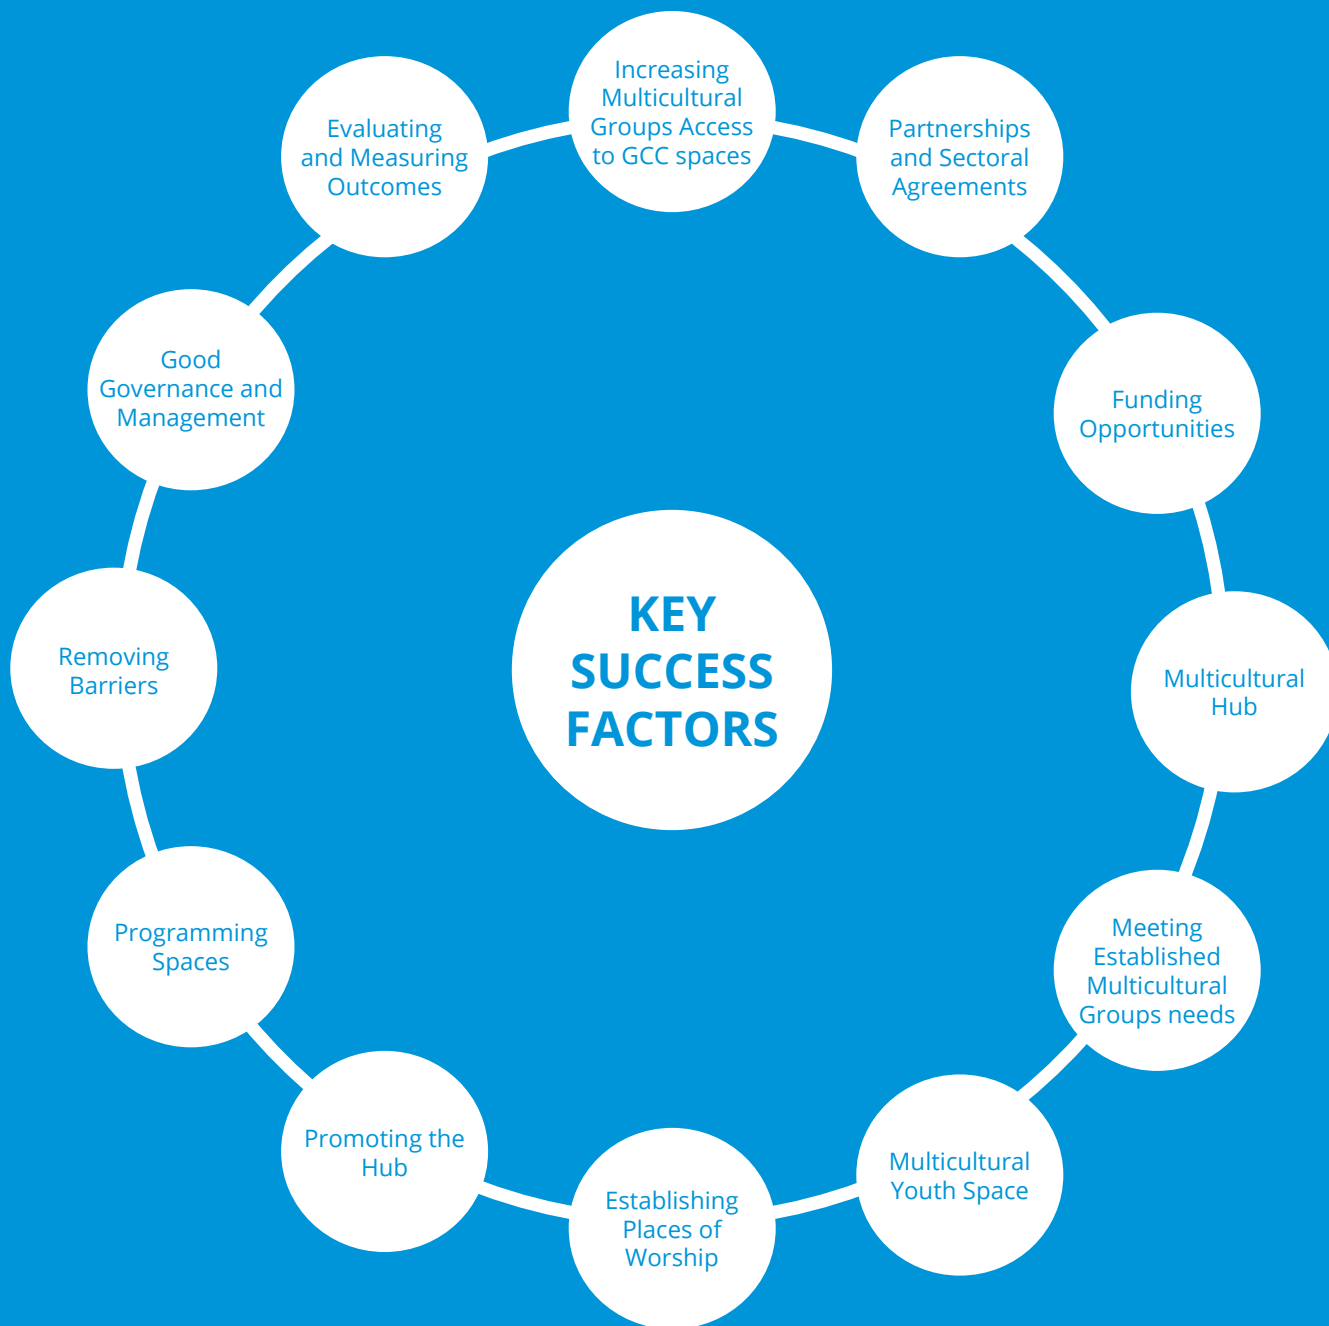 Increasing
Multicultural
Groups Access
to GCC spaces
Partnerships
and Sectoral
Agreements
Funding
Opportunities
Multicultural
Hub
Meeting
Established
Multicultural
Groups needs
Multicultural
Youth Space
Establishing
Places of
Worship
Promoting the
Hub
Programming
Spaces
Removing
Barriers
Good
Governance and
Management
Evaluating
and Measuring
Outcomes
KEY
SUCCESS
FACTORS